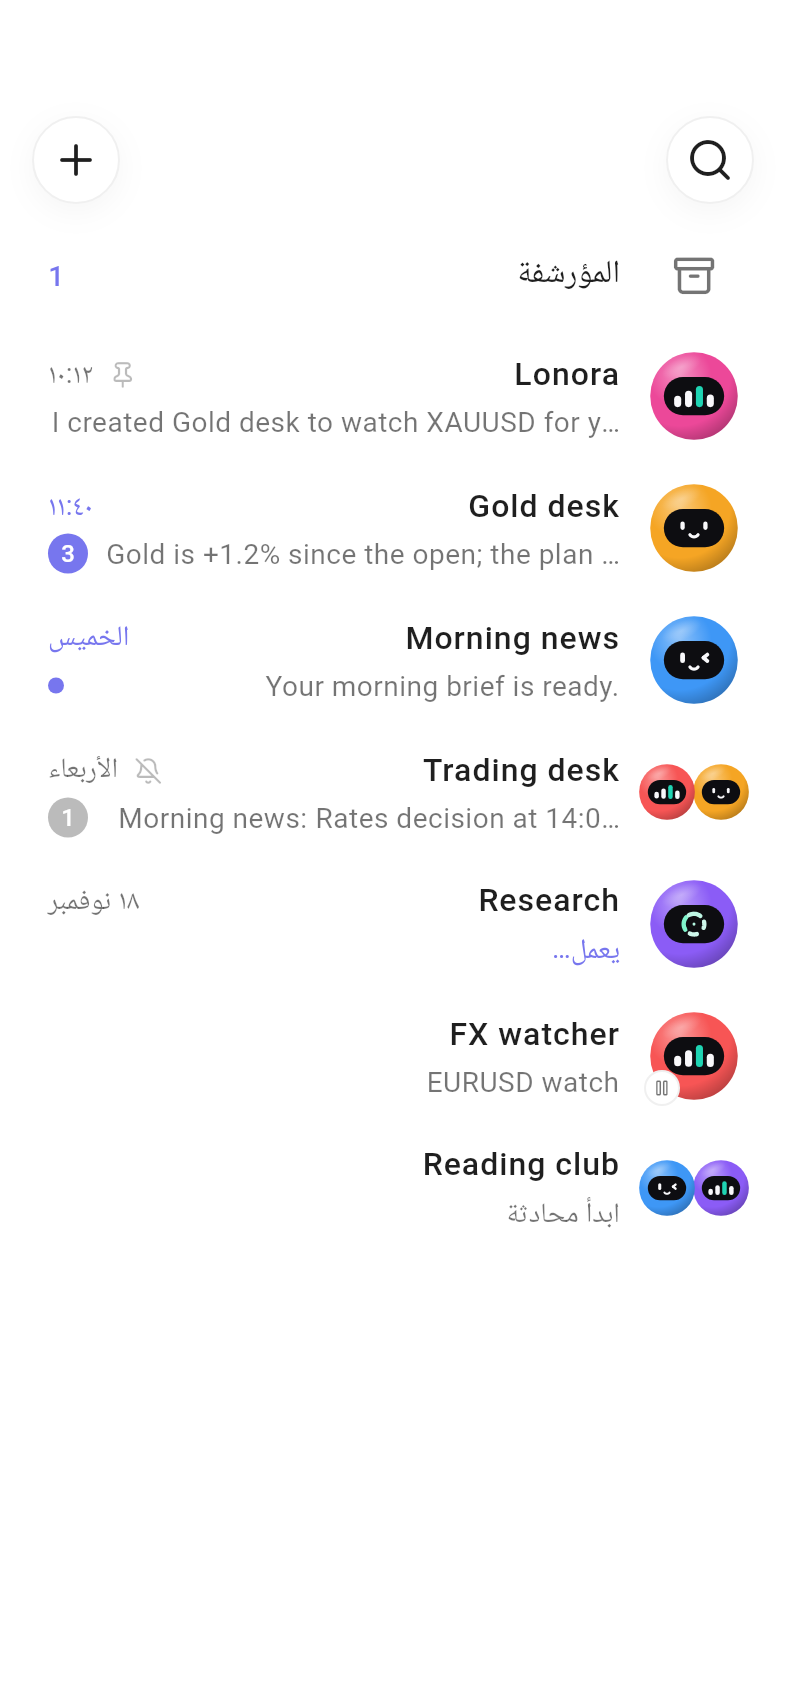 المؤرشفة 1
Lonora ١٠:١٢
I created Gold desk to watch XAUUSD for y…
Gold desk ١١:٤٠
Gold is +1.2% since the open; the plan … 3
Morning news الخميس
Your morning brief is ready.
Trading desk الأربعاء
Morning news: Rates decision at 14:0… 1
Research ١٨ نوفمبر
يعمل…
FX watcher
EURUSD watch
Reading club
ابدأ محادثة